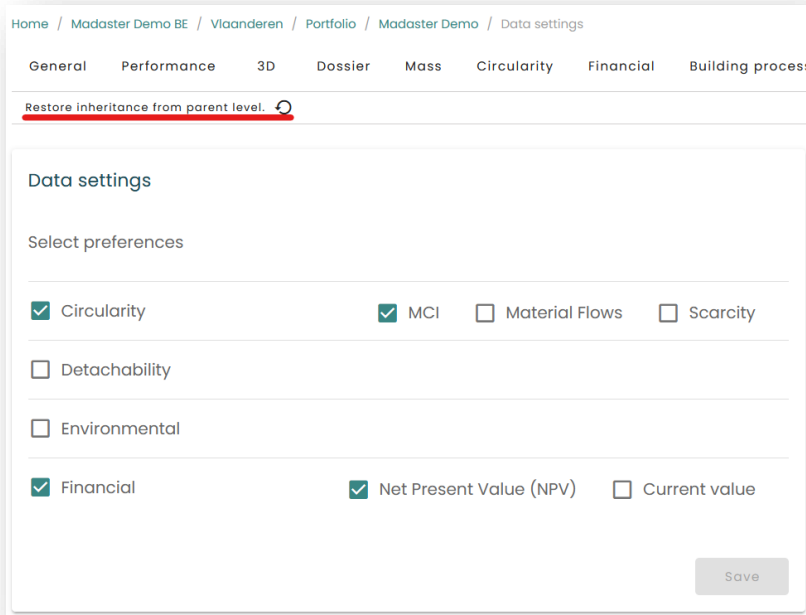 Home / Madaster Demo BE / Vlaanderen / Portfolio / Madaster Demo / Data settings
General Performance 3D Dossier Mass Circularity Financial Building process
Restore inheritance from parent level.
Data settings
Select preferences
Circularity MCI Material Flows Scarcity
Detachability
Environmental
Financial Net Present Value (NPV) Current value
Save